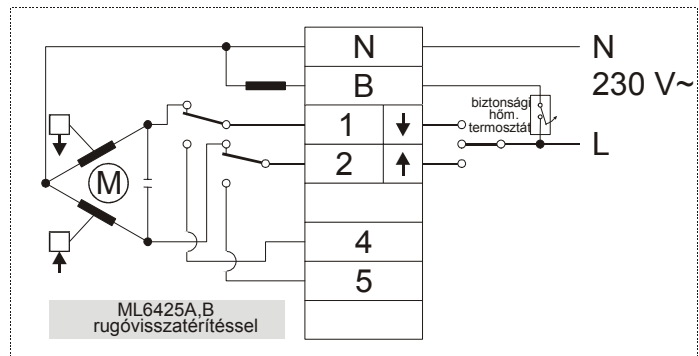 N
N
B
230 V~
biztonsági
hőm.
termosztát
1
L
2
M
4
5
ML6425A,B
rugóvisszatérítéssel